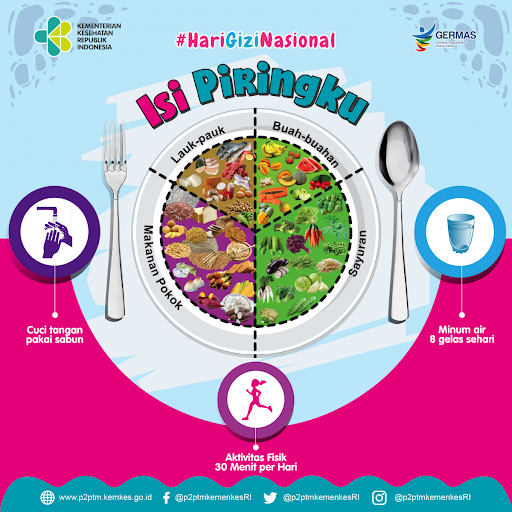 KEMENTERIAN
KESEHATAN
REPUBLIK
INDONESIA
#HariGiziNasional
GERMAS
Isi Piringku
Lauk-pauk
Buah-buahan
Makanan Pokok
Sayuran
Cuci tangan
pakai sabun
Minum air
8 gelas sehari
Aktivitas Fisik
30 Menit per Hari
www.p2ptm.kemkes.go.id
@p2ptmkemenkesRI
@p2ptmkemenkesRI
@p2ptmkemenkesRI